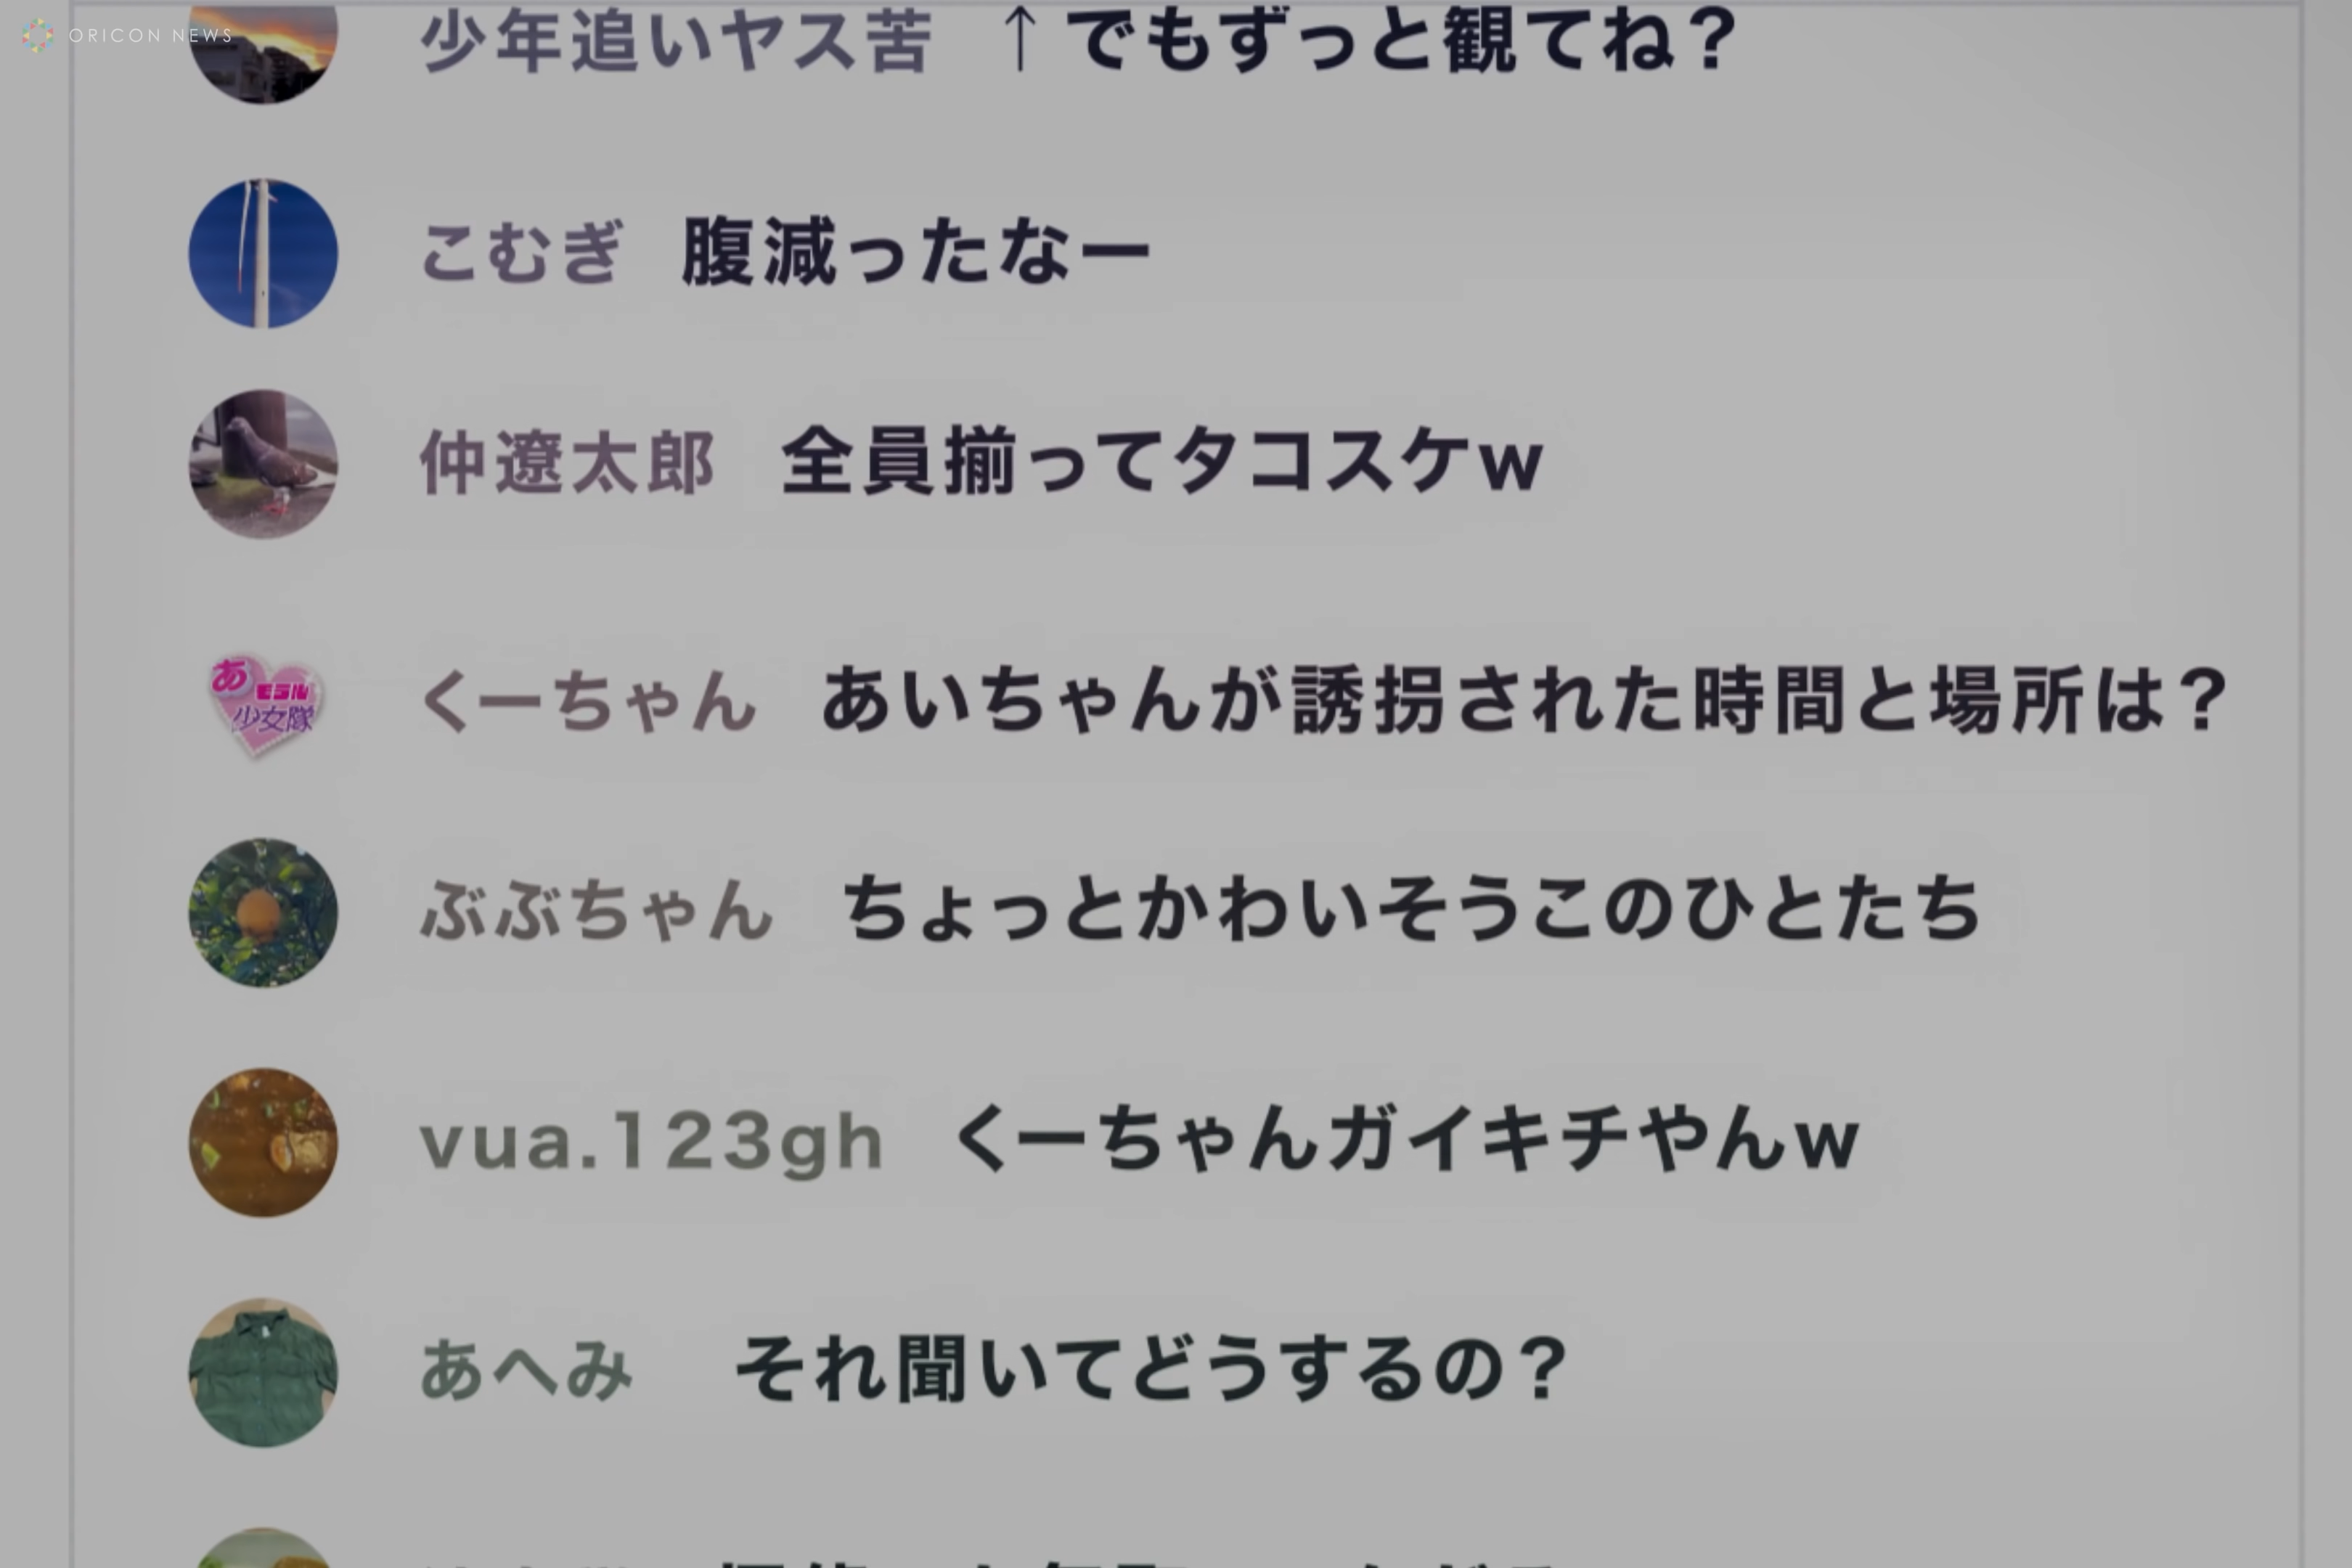 ORICON NEWS
少年追いヤス苦 ↑でもずっと観てね？
こむぎ 腹減ったなー
仲遼太郎 全員揃ってタコスケw
あ
モラル
少女隊
くーちゃん あいちゃんが誘拐された時間と場所は？
ぶぶちゃん ちょっとかわいそうこのひとたち
vua.123gh くーちゃんガイキチやんw
あへみ それ聞いてどうするの？